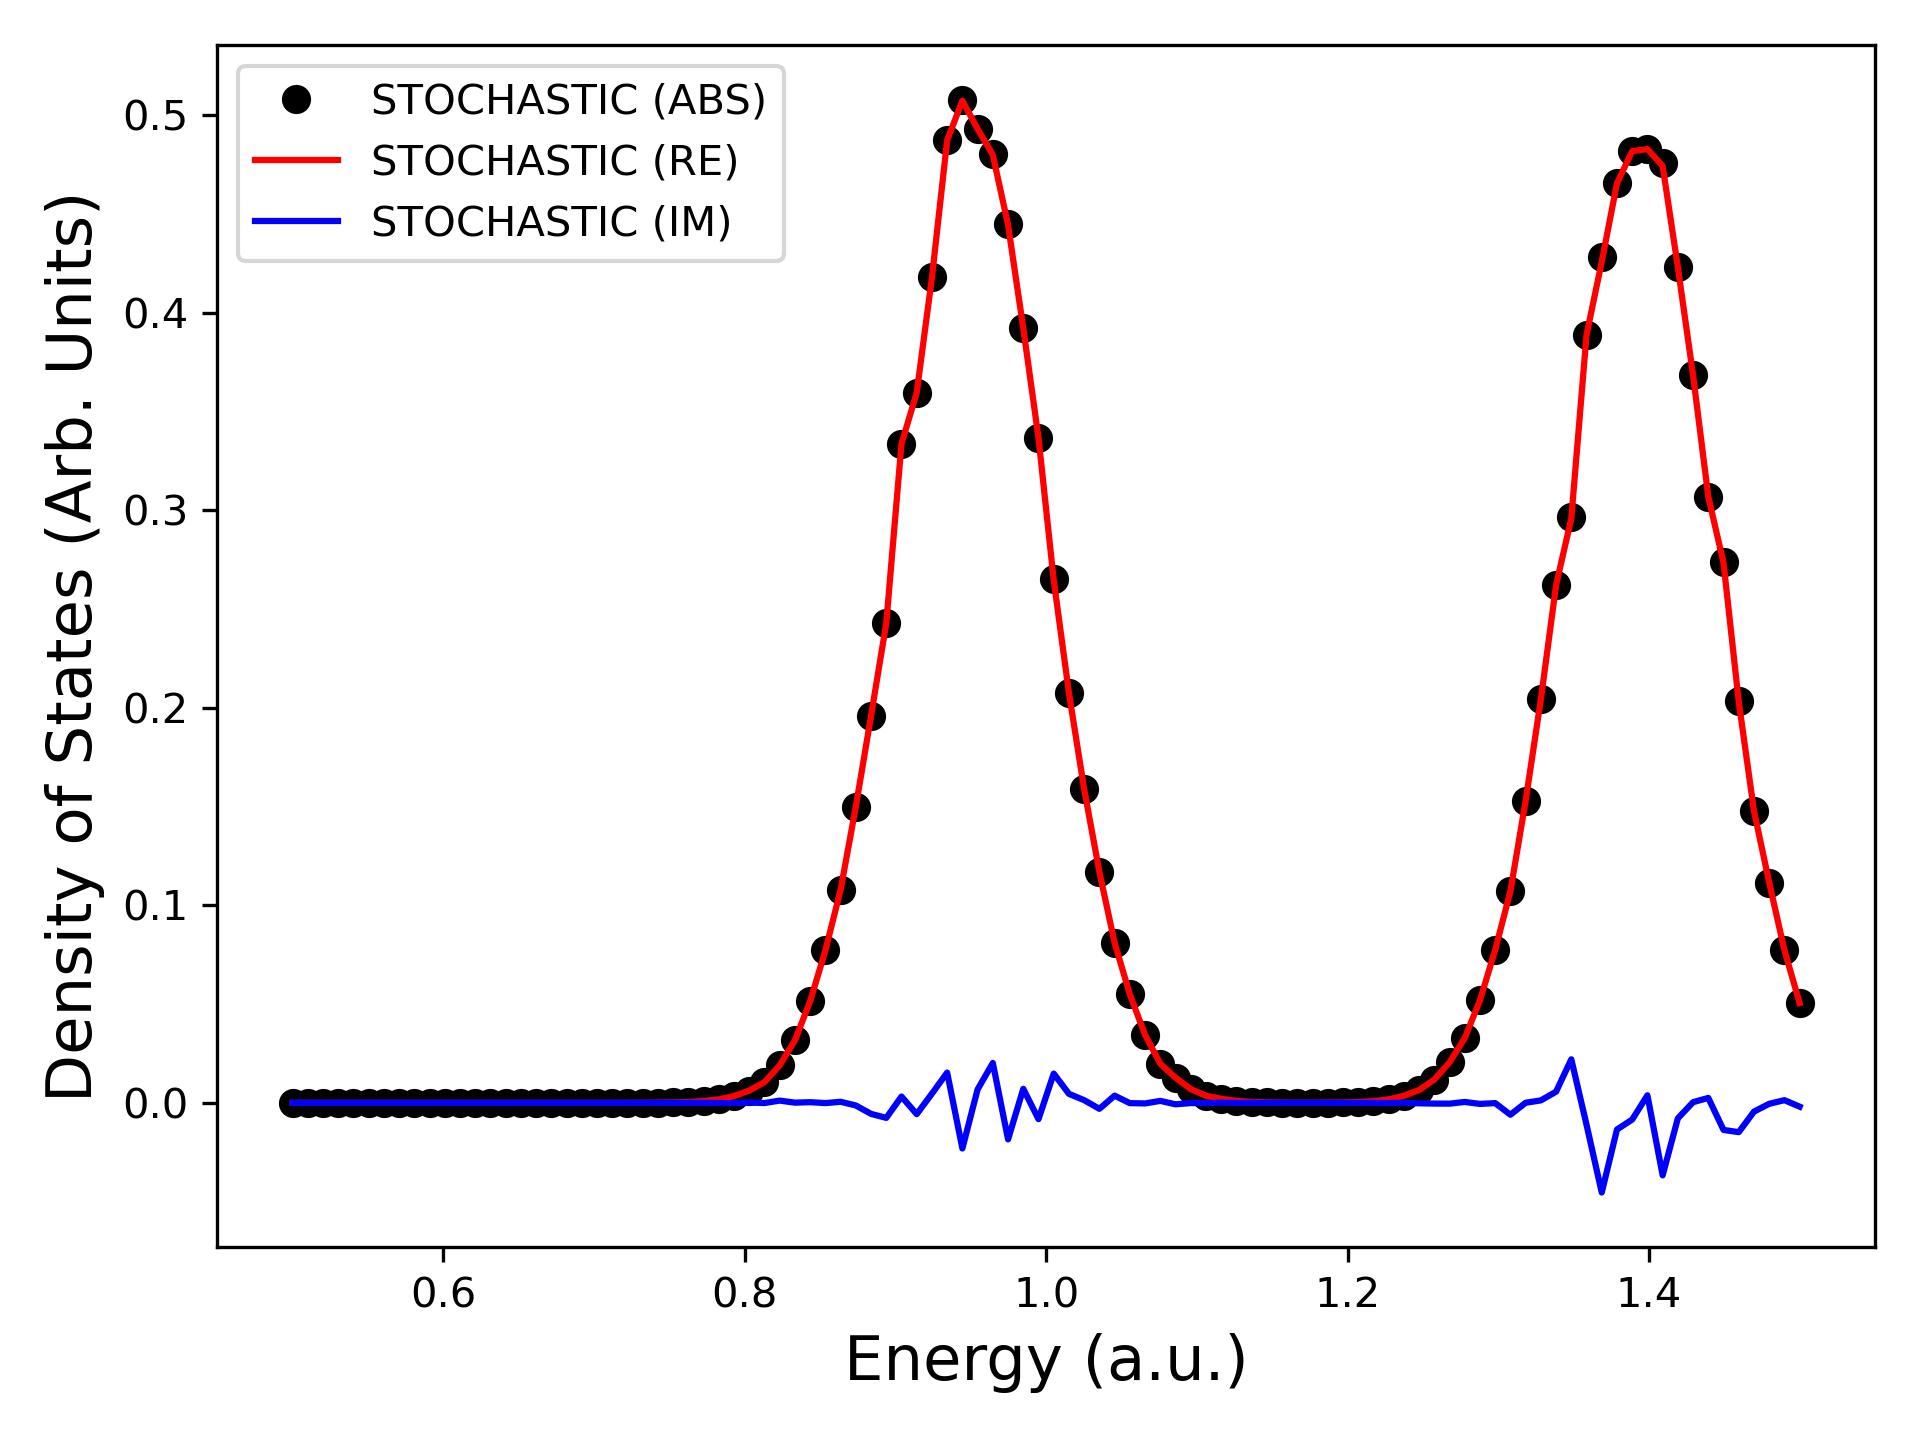 STOCHASTIC (ABS)
STOCHASTIC (RE)
STOCHASTIC (IM)
Density of States (Arb. Units)
0.5
0.4
0.3
0.2
0.1
0.0
0.6 0.8 1.0 1.2 1.4
Energy (a.u.)